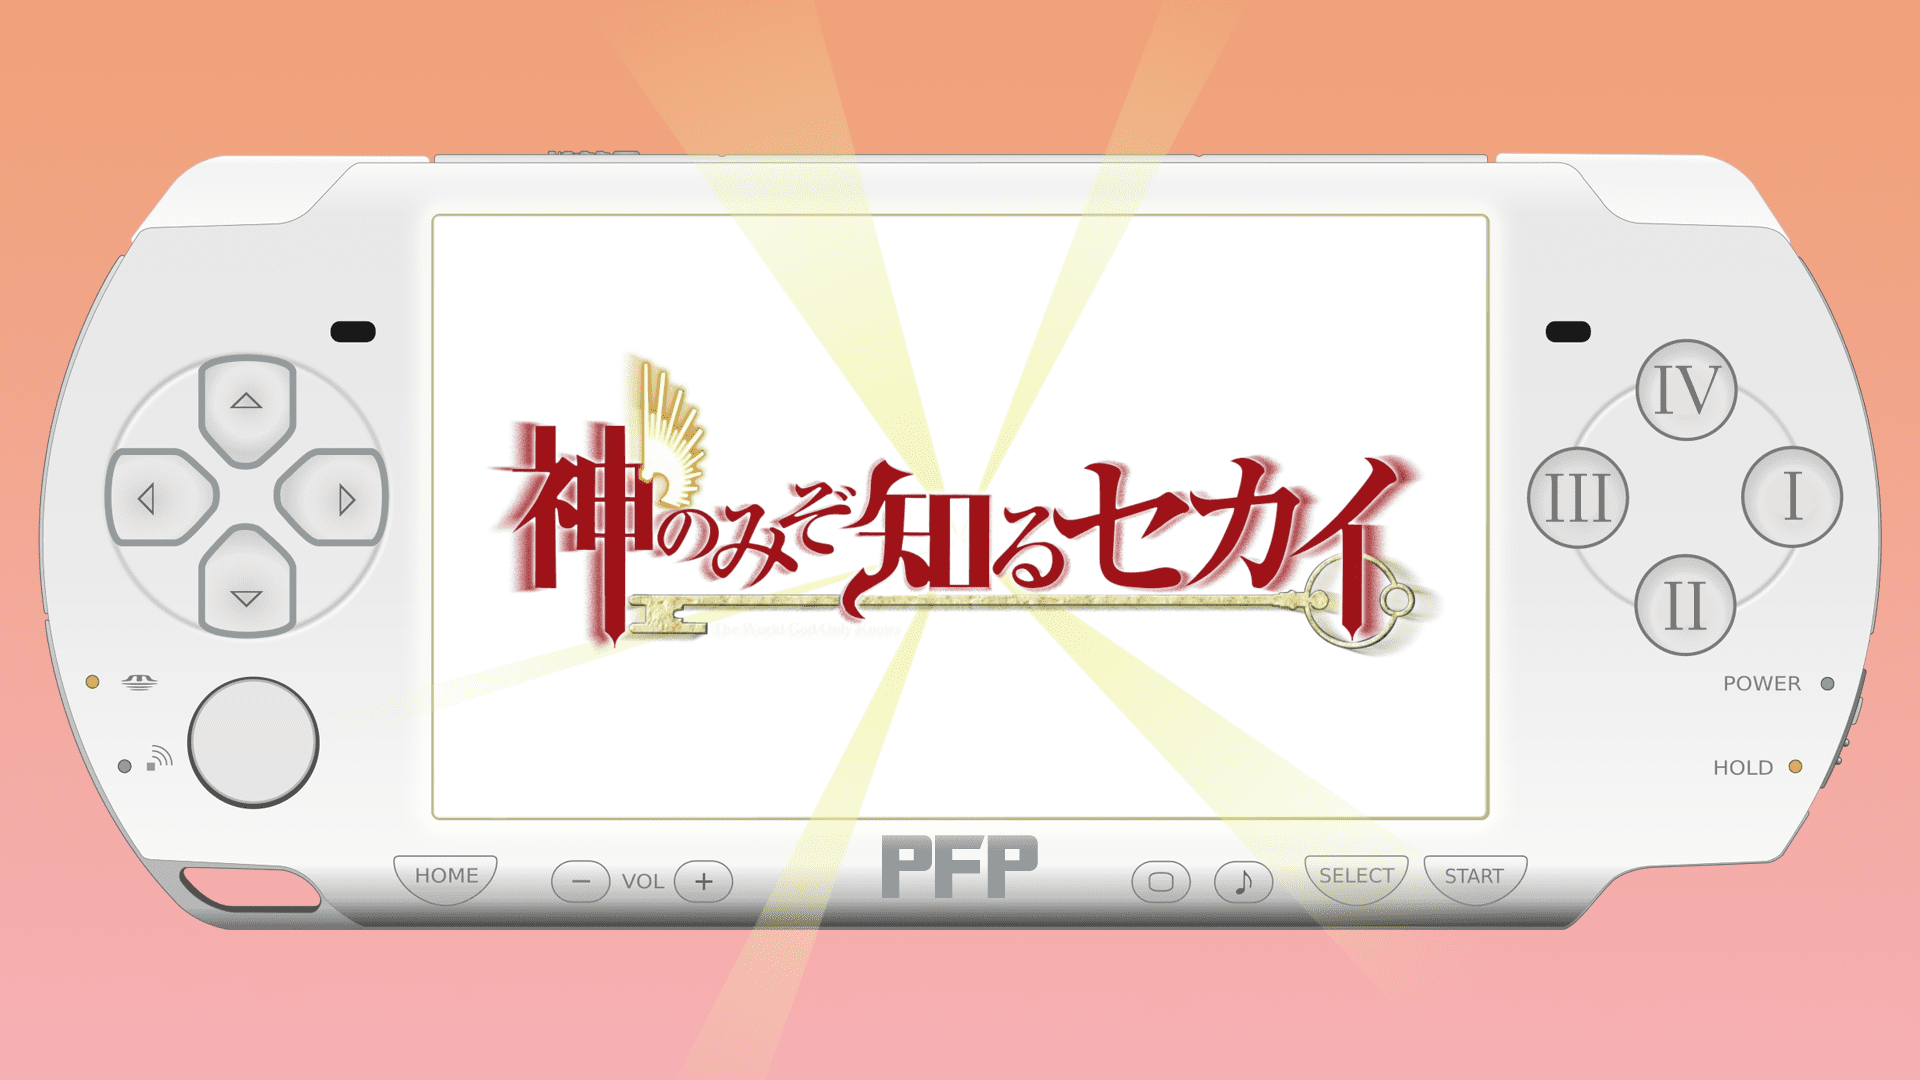 神のみぞ知るセカイ
The World God Only Knows
IV
III
I
II
POWER
HOLD
HOME
VOL
PFP
SELECT
START